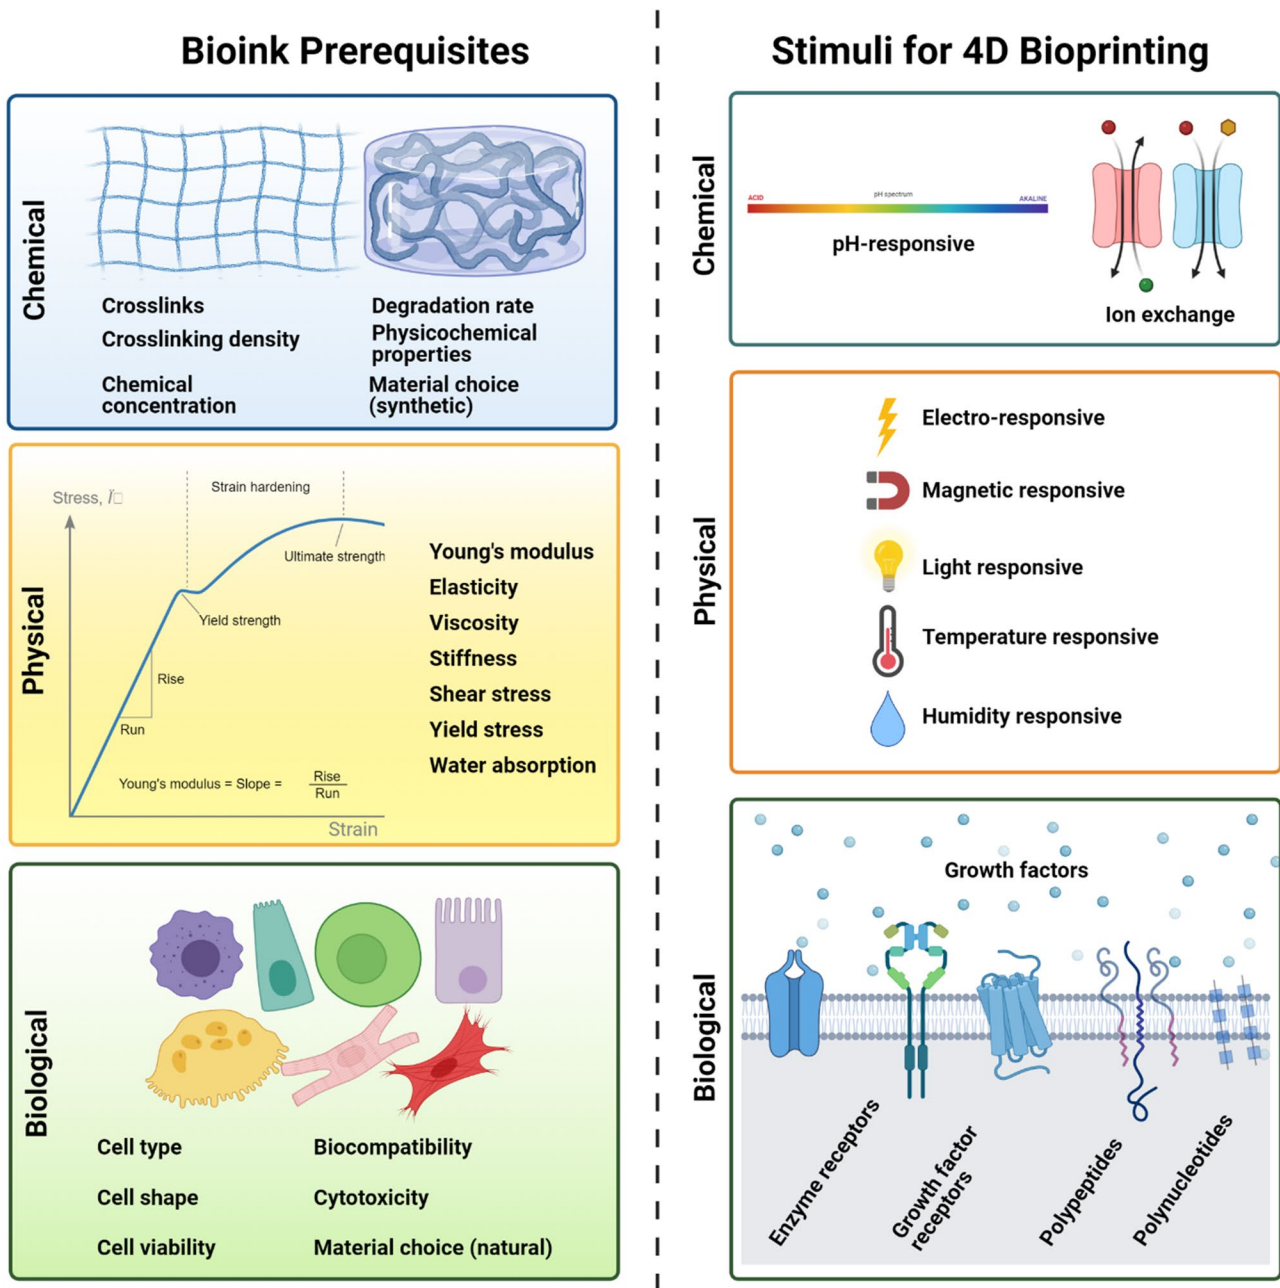 Bioink Prerequisites
Chemical
Crosslinks
Crosslinking density
Chemical
concentration
Degradation rate
Physicochemical
properties
Material choice
(synthetic)
Physical
Stress, Ï
Strain hardening
Ultimate strength
Yield strength
Rise
Run
Young's modulus = Slope =
Rise
Run
Strain
Young's modulus
Elasticity
Viscosity
Stiffness
Shear stress
Yield stress
Water absorption
Biological
Cell type
Cell shape
Cell viability
Biocompatibility
Cytotoxicity
Material choice (natural)
Stimuli for 4D Bioprinting
Chemical
ACID
pH spectrum
AKALINE
pH-responsive
Ion exchange
Physical
Electro-responsive
Magnetic responsive
Light responsive
Temperature responsive
Humidity responsive
Biological
Growth factors
Enzyme receptors
Growth factor
receptors
Polypeptides
Polynucleotides